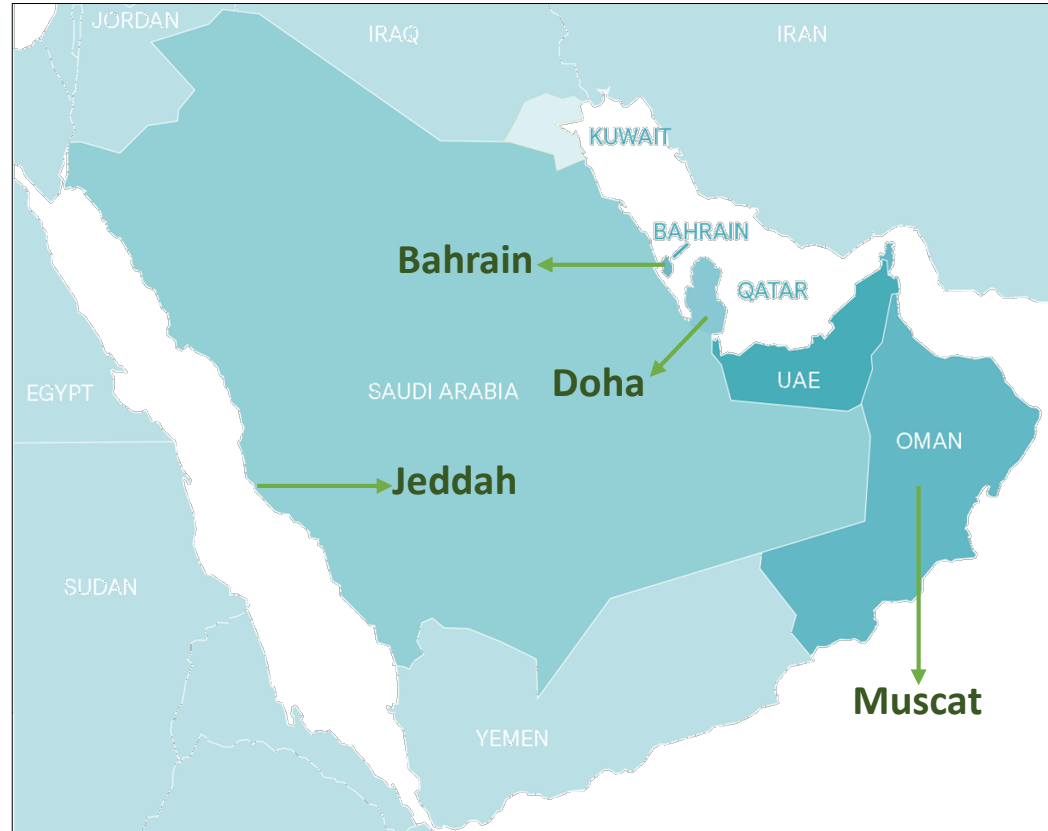 JORDAN
IRAQ
IRAN
KUWAIT
BAHRAIN
Bahrain
QATAR
Doha
UAE
SAUDI ARABIA
EGYPT
OMAN
Jeddah
SUDAN
Muscat
YEMEN